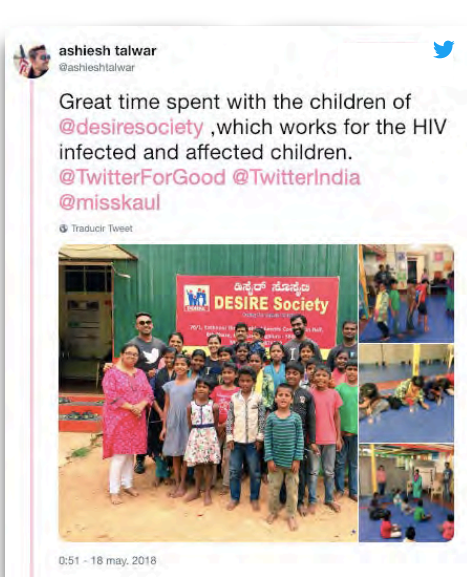 ashiesh talwar
@ashieshtalwar
Great time spent with the children of
@desiresociety ,which works for the HIV
infected and affected children.
@TwitterForGood @TwitterIndia
@misskaul
Traducir Tweet
ಡಿಸೈರ್ ಸೊಸೈಟಿ
DESIRE Society
0:51 - 18 may. 2018